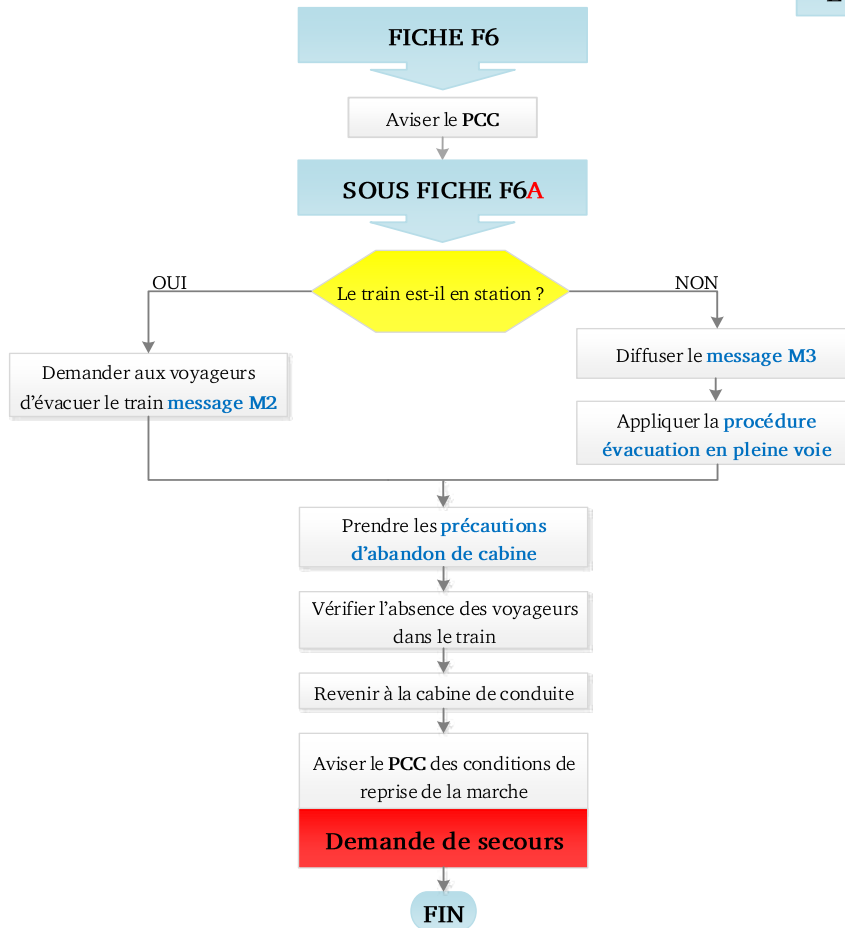 FICHE F6
Aviser le PCC
SOUS FICHE F6A
Le train est-il en station ?
OUI
NON
Demander aux voyageurs
d’évacuer le train message M2
Diffuser le message M3
Appliquer la procédure
évacuation en pleine voie
Prendre les précautions
d’abandon de cabine
Vérifier l’absence des voyageurs
dans le train
Revenir à la cabine de conduite
Aviser le PCC des conditions de
reprise de la marche
Demande de secours
FIN